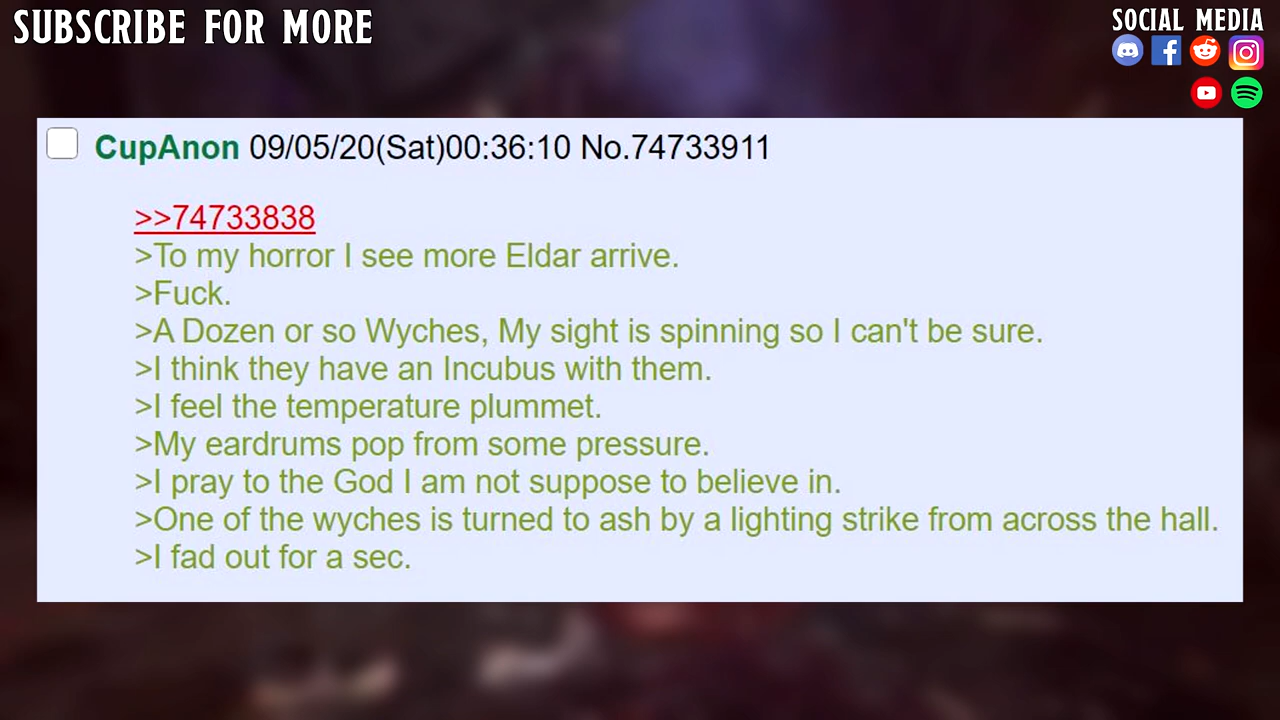 SUBSCRIBE FOR MORE
SOCIAL MEDIA
CupAnon 09/05/20(Sat)00:36:10 No.74733911
>>74733838
>To my horror I see more Eldar arrive.
>Fuck.
>A Dozen or so Wyches, My sight is spinning so I can't be sure.
>I think they have an Incubus with them.
>I feel the temperature plummet.
>My eardrums pop from some pressure.
>I pray to the God I am not suppose to believe in.
>One of the wyches is turned to ash by a lighting strike from across the hall.
>I fad out for a sec.